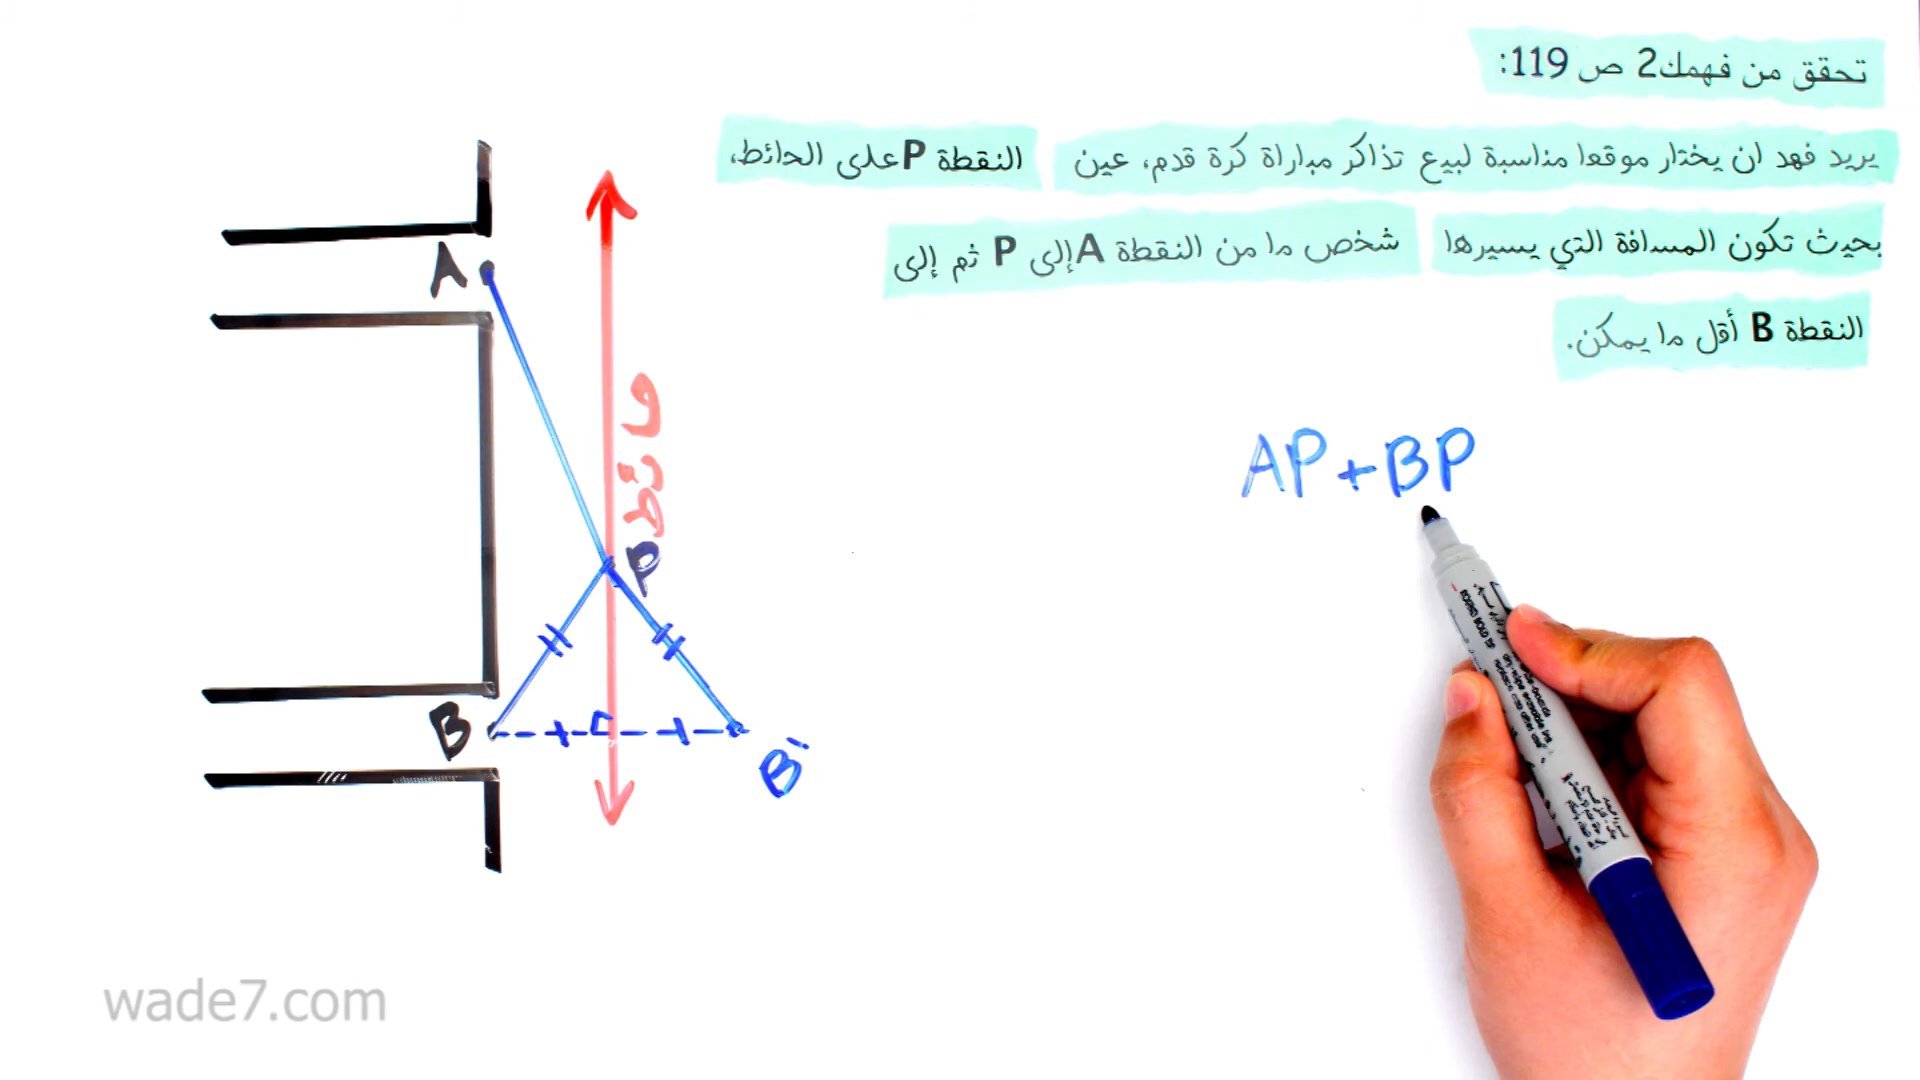 تحقق من فهمك2 ص 119:
يريد فهد ان يختار موقعا مناسبة لبيع تذاكر مباراة كرة قدم، عين النقطة P على الحائط،
بحيث تكون المسافة التي يسيرها شخص ما من النقطة A إلى P ثم إلى
النقطة B أقل ما يمكن.
AP+BP
A
حائط
P
B
B'
wade7.com